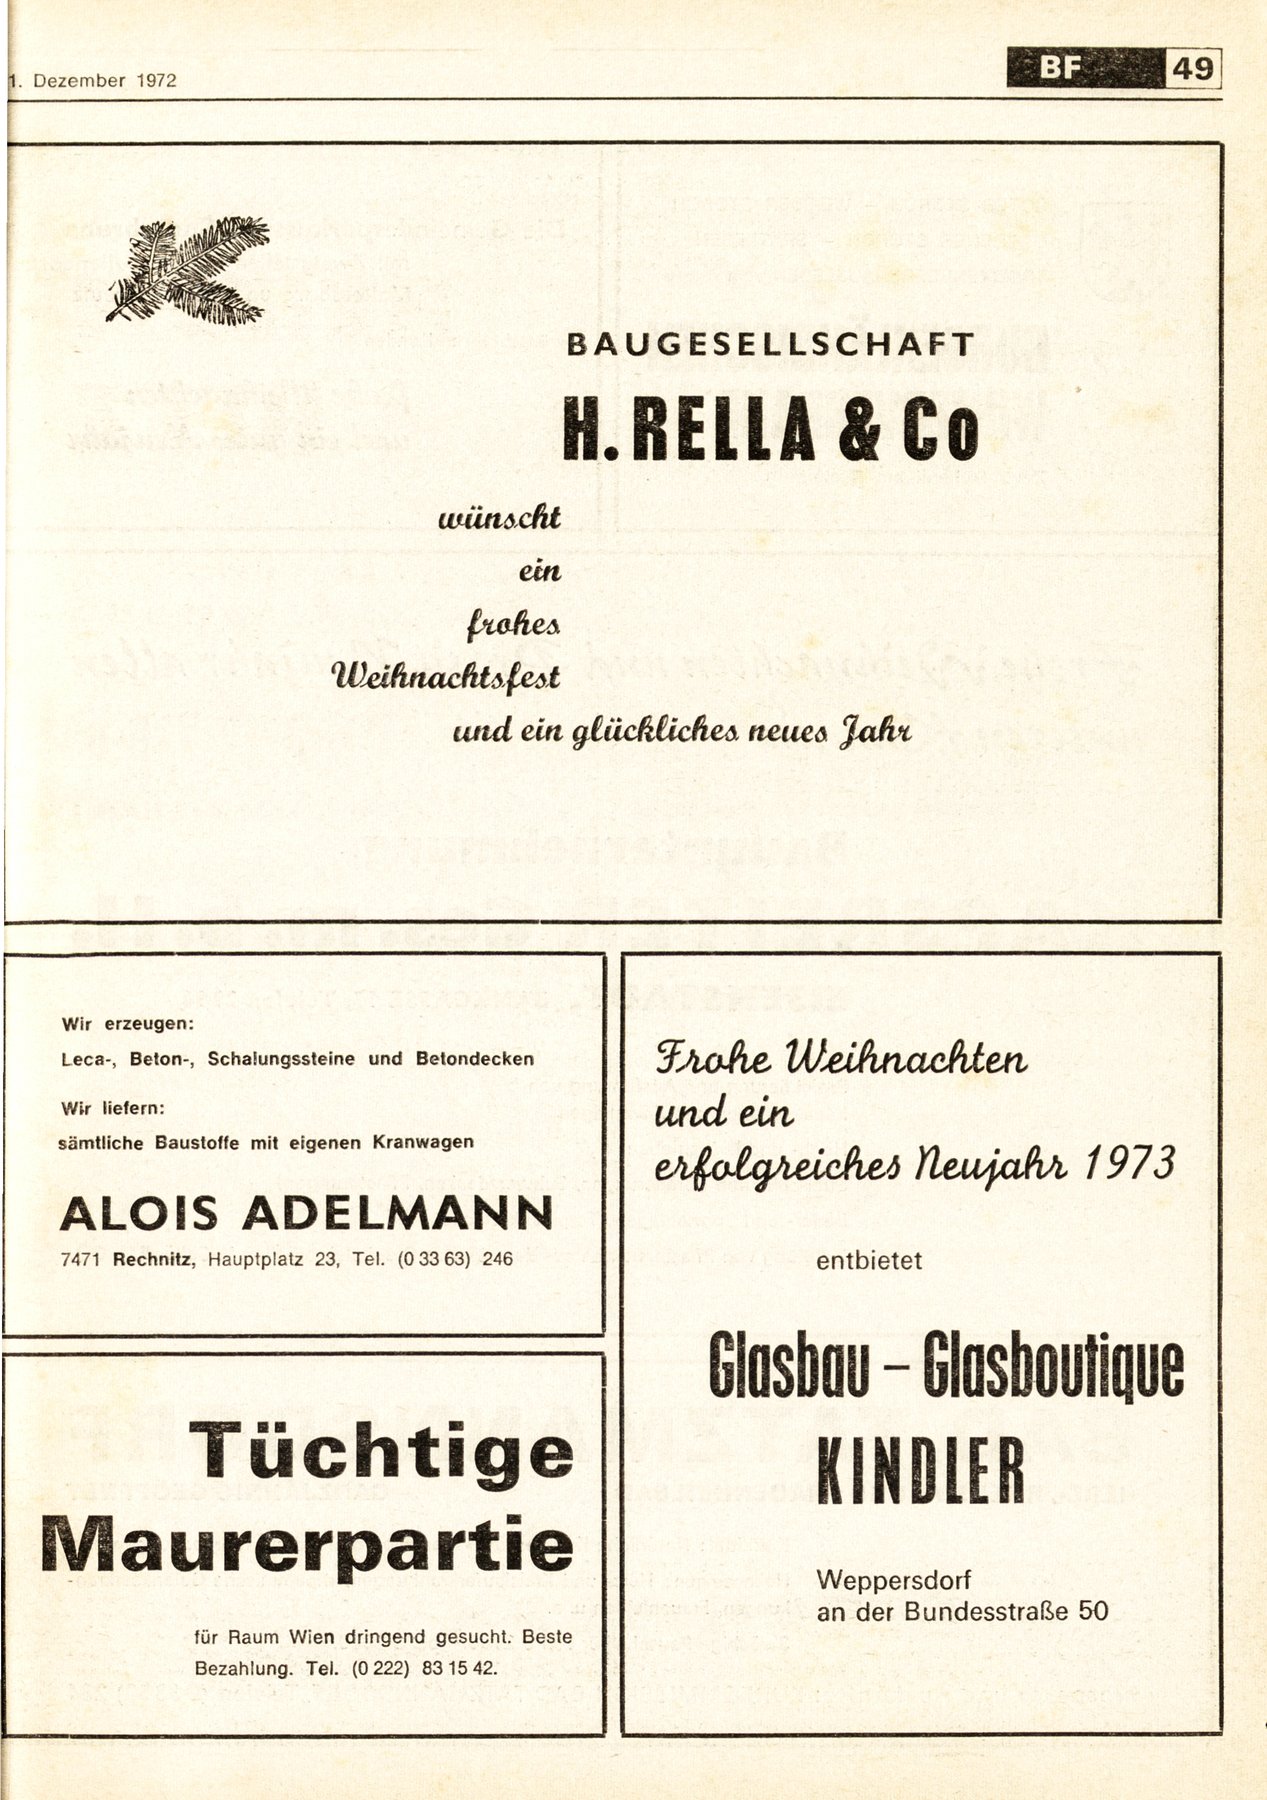 1. Dezember 1972
BF 49
BAUGESELLSCHAFT
H. RELLA & Co
wünscht
ein
frohes
Weihnachtsfest
und ein glückliches neues Jahr
Wir erzeugen:
Leca-, Beton-, Schalungssteine und Betondecken
Wir liefern:
sämtliche Baustoffe mit eigenen Kranwagen
ALOIS ADELMANN
7471 Rechnitz, Hauptplatz 23, Tel. (0 33 63) 246
Tüchtige
Maurerpartie
für Raum Wien dringend gesucht. Beste
Bezahlung. Tel. (0 222) 83 15 42.
Frohe Weihnachten
und ein
erfolgreiches Neujahr 1973
entbietet
Glasbau – Glasboutique
KINDLER
Weppersdorf
an der Bundesstraße 50